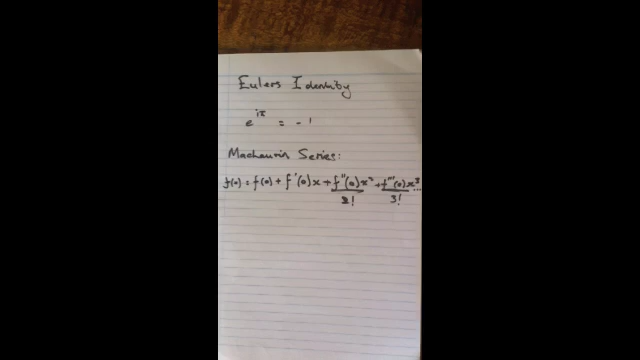 Eulers Identity
e^{iπ} = -1
Maclaurin Series:
f(x) = f(0) + f'(0)x + f''(0)x²/2! + f'''(0)x³/3! ...